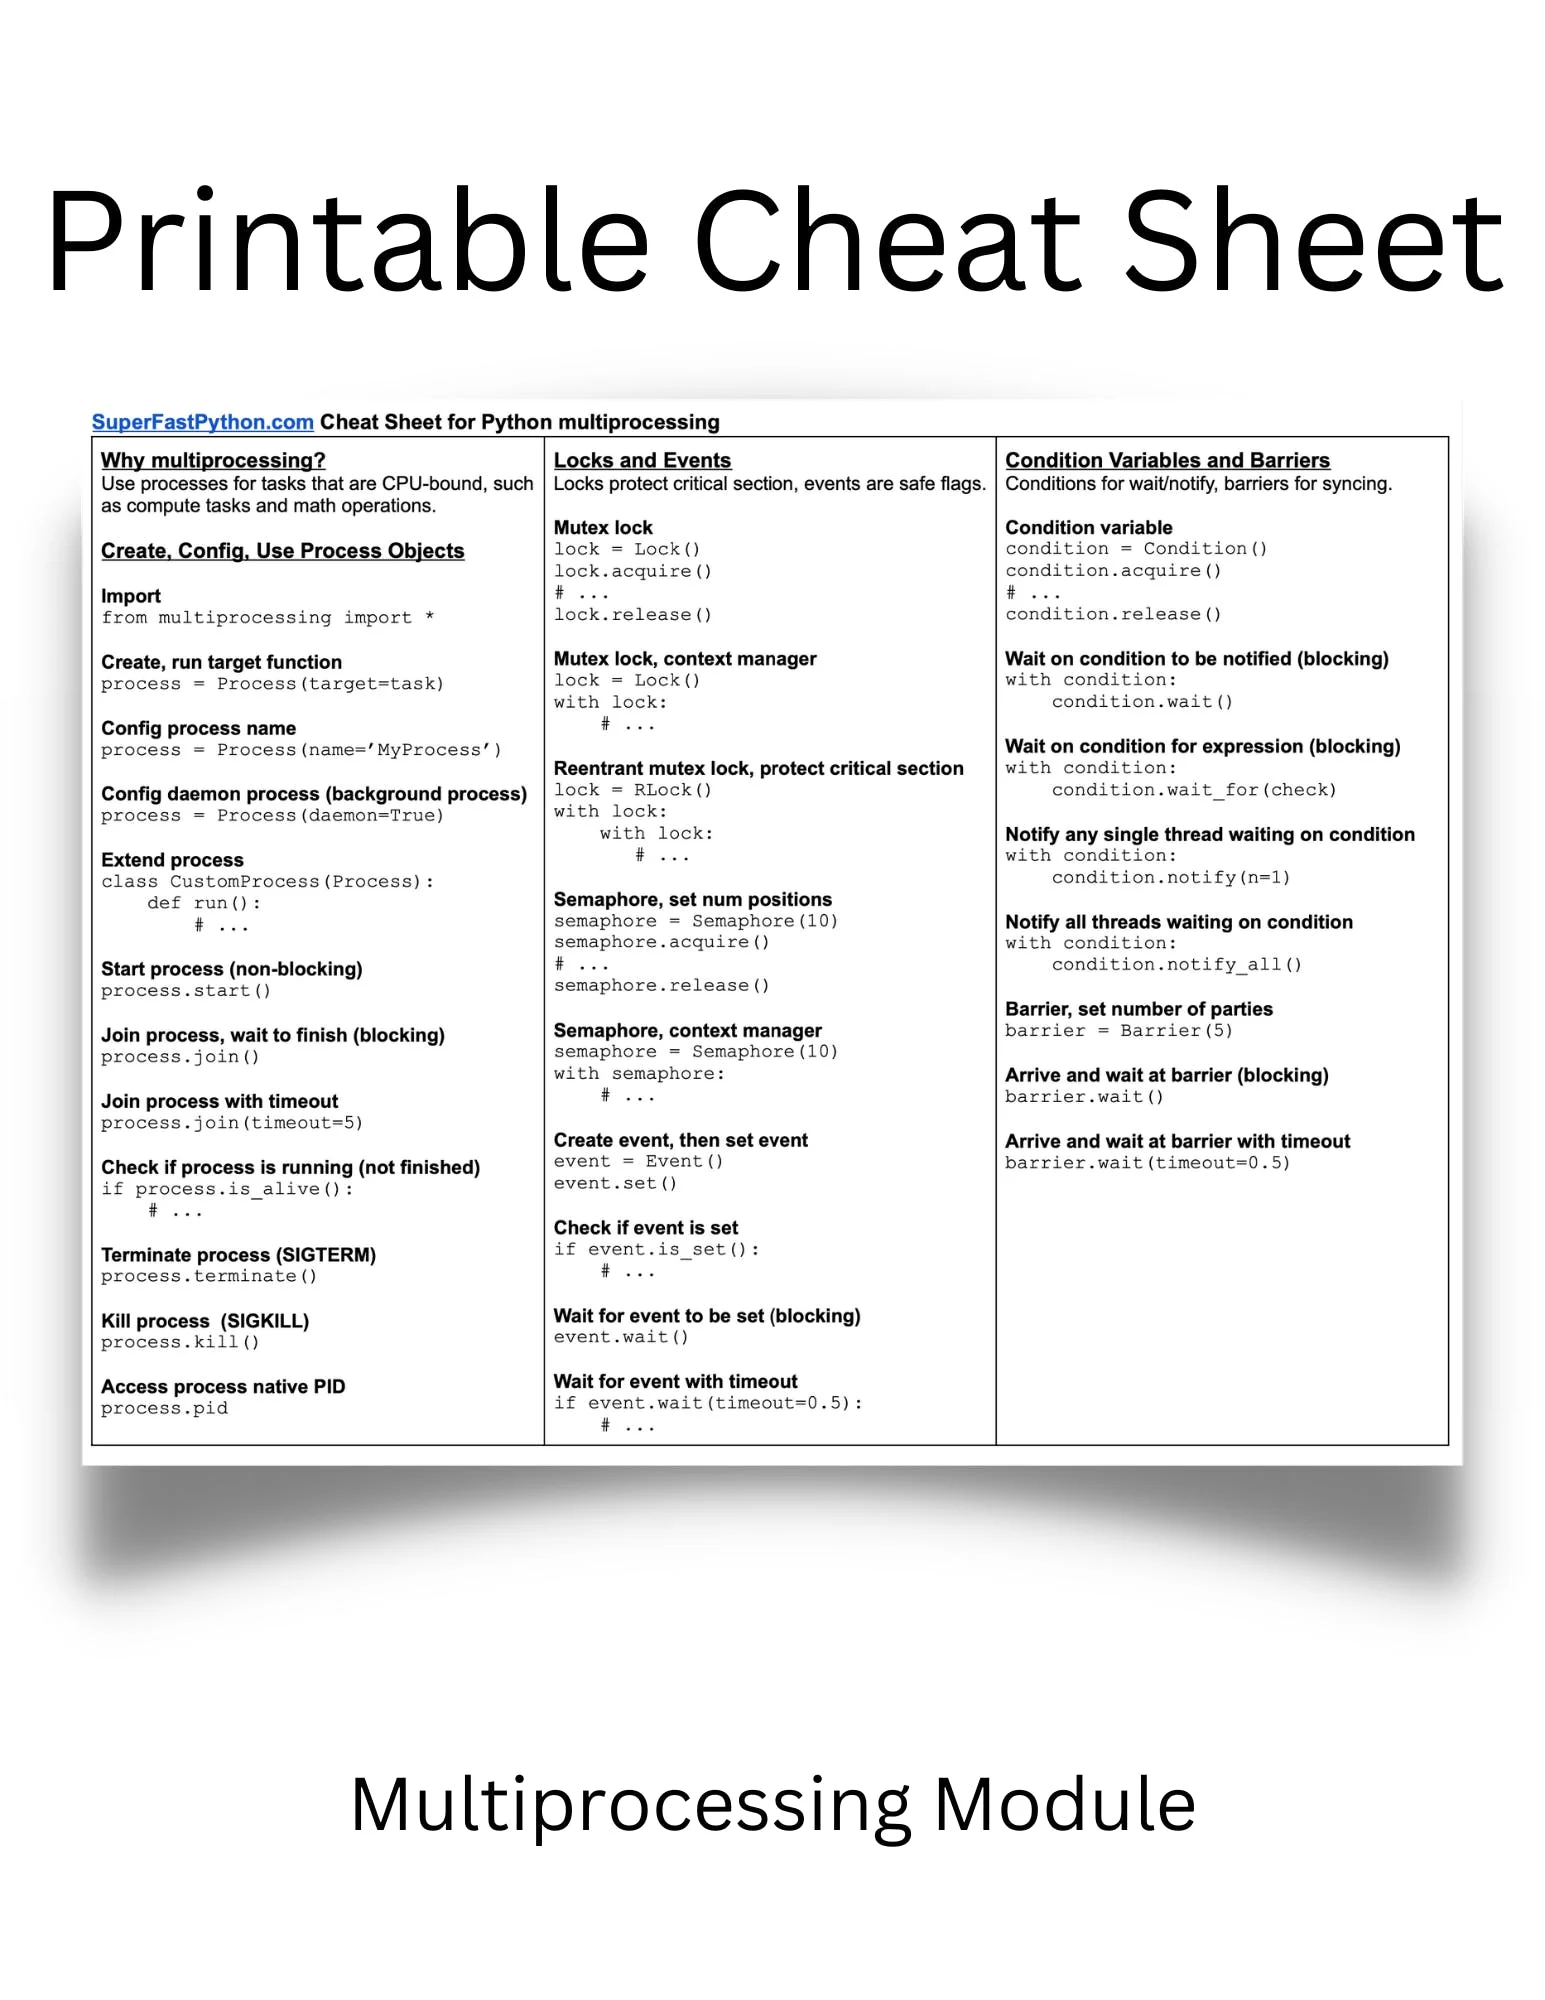 Printable Cheat Sheet
SuperFastPython.com Cheat Sheet for Python multiprocessing
Why multiprocessing?
Use processes for tasks that are CPU-bound, such
as compute tasks and math operations.
Create, Config, Use Process Objects
Import
from multiprocessing import *
Create, run target function
process = Process(target=task)
Config process name
process = Process(name=’MyProcess’)
Config daemon process (background process)
process = Process(daemon=True)
Extend process
class CustomProcess(Process):
    def run():
        # ...
Start process (non-blocking)
process.start()
Join process, wait to finish (blocking)
process.join()
Join process with timeout
process.join(timeout=5)
Check if process is running (not finished)
if process.is_alive():
    # ...
Terminate process (SIGTERM)
process.terminate()
Kill process  (SIGKILL)
process.kill()
Access process native PID
process.pid
Locks and Events
Locks protect critical section, events are safe flags.
Mutex lock
lock = Lock()
lock.acquire()
# ...
lock.release()
Mutex lock, context manager
lock = Lock()
with lock:
    # ...
Reentrant mutex lock, protect critical section
lock = RLock()
with lock:
    with lock:
       # ...
Semaphore, set num positions
semaphore = Semaphore(10)
semaphore.acquire()
# ...
semaphore.release()
Semaphore, context manager
semaphore = Semaphore(10)
with semaphore:
    # ...
Create event, then set event
event = Event()
event.set()
Check if event is set
if event.is_set():
    # ...
Wait for event to be set (blocking)
event.wait()
Wait for event with timeout
if event.wait(timeout=0.5):
    # ...
Condition Variables and Barriers
Conditions for wait/notify, barriers for syncing.
Condition variable
condition = Condition()
condition.acquire()
# ...
condition.release()
Wait on condition to be notified (blocking)
with condition:
    condition.wait()
Wait on condition for expression (blocking)
with condition:
    condition.wait_for(check)
Notify any single thread waiting on condition
with condition:
    condition.notify(n=1)
Notify all threads waiting on condition
with condition:
    condition.notify_all()
Barrier, set number of parties
barrier = Barrier(5)
Arrive and wait at barrier (blocking)
barrier.wait()
Arrive and wait at barrier with timeout
barrier.wait(timeout=0.5)
Multiprocessing Module